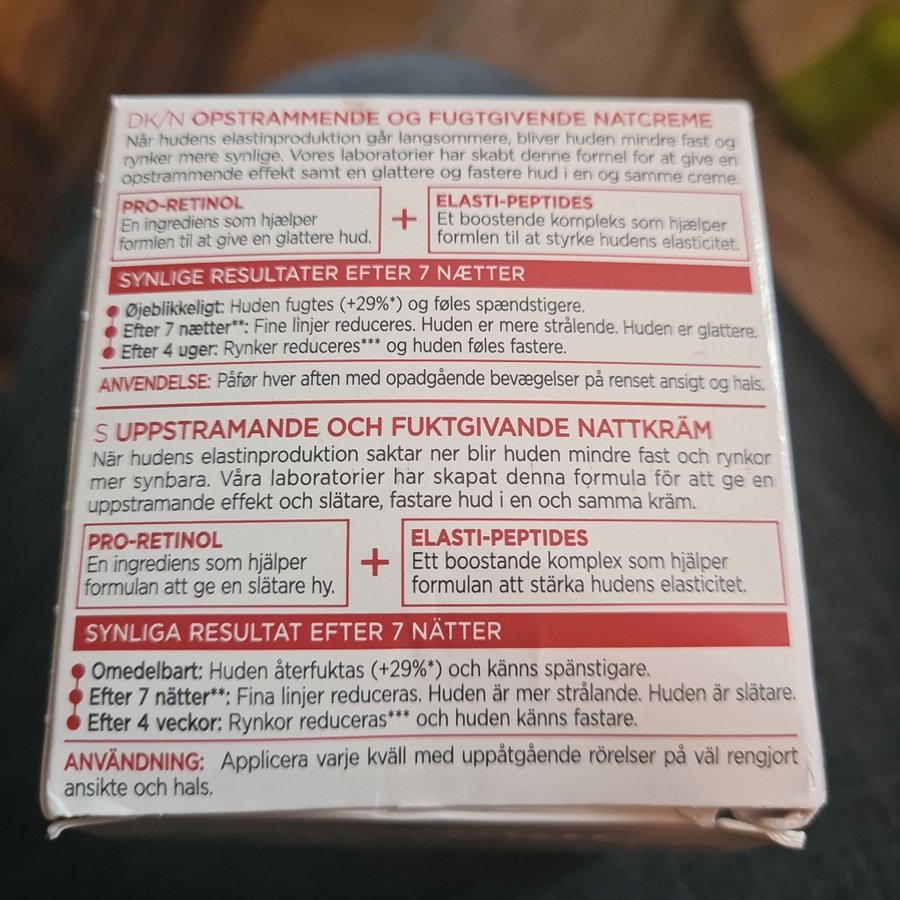 DK/N OPSTRAMMENDE OG FUGTGIVENDE NATCREME
Når hudens elastinproduktion går langsommere, bliver huden mindre fast og
rynker mere synlige. Vores laboratorier har skabt denne formel for at give en
opstrammende effekt samt en glattere og fastere hud i en og samme creme.
PRO-RETINOL
En ingrediens som hjælper
formlen til at give en glattere hud.
+
ELASTI-PEPTIDES
Et boostende kompleks som hjælper
formlen til at styrke hudens elasticitet.
SYNLIGE RESULTATER EFTER 7 NÆTTER
Øjeblikkeligt: Huden fugtes (+29%*) og føles spændstigere.
Efter 7 nætter**: Fine linjer reduceres. Huden er mere strålende. Huden er glattere.
Efter 4 uger: Rynker reduceres*** og huden føles fastere.
ANVENDELSE: Påfør hver aften med opadgående bevægelser på renset ansigt og hals.
S UPPSTRAMANDE OCH FUKTGIVANDE NATTKRÄM
När hudens elastinproduktion saktar ner blir huden mindre fast och rynkor
mer synbara. Våra laboratorier har skapat denna formula för att ge en
uppstramande effekt och slätare, fastare hud i en och samma kräm.
PRO-RETINOL
En ingrediens som hjälper
formulan att ge en slätare hy.
+
ELASTI-PEPTIDES
Ett boostande komplex som hjälper
formulan att stärka hudens elasticitet.
SYNLIGA RESULTAT EFTER 7 NÄTTER
Omedelbart: Huden återfuktas (+29%*) och känns spänstigare.
Efter 7 nätter**: Fina linjer reduceras. Huden är mer strålande. Huden är slätare.
Efter 4 veckor: Rynkor reduceras*** och huden känns fastare.
ANVÄNDNING: Applicera varje kväll med uppåtgående rörelser på väl rengjort
ansikte och hals.